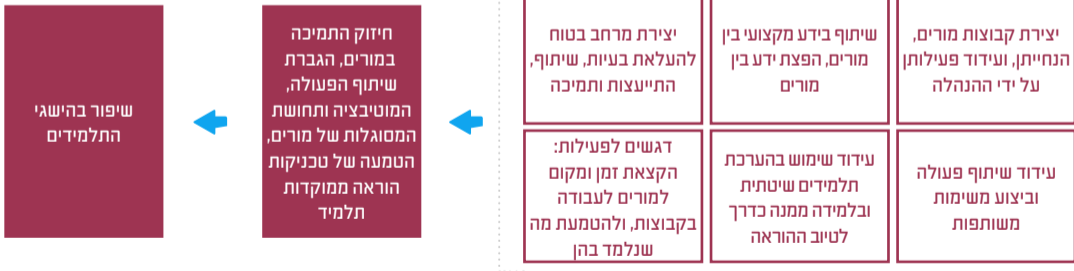 יצירת קבוצות מורים,
הנחייתן, ועידוד פעילותן
על ידי ההנהלה
שיתוף בידע מקצועי בין
מורים, הפצת ידע בין
מורים
יצירת מרחב בטוח
להעלאת בעיות, שיתוף,
התייעצות ותמיכה
עידוד שיתוף פעולה
וביצוע משימות
משותפות
עידוד שימוש בהערכת
תלמידים שיטתית
ובלמידה ממנה כדרך
לטיוב ההוראה
דגשים לפעילות:
הקצאת זמן ומקום
למורים לעבודה
בקבוצות, ולהטמעת מה
שנלמד בהן
חיזוק התמיכה
במורים, הגברת
שיתוף הפעולה,
המוטיבציה ותחושת
המסוגלות של מורים,
הטמעה של טכניקות
הוראה ממוקדות
תלמיד
שיפור בהישגי
התלמידים